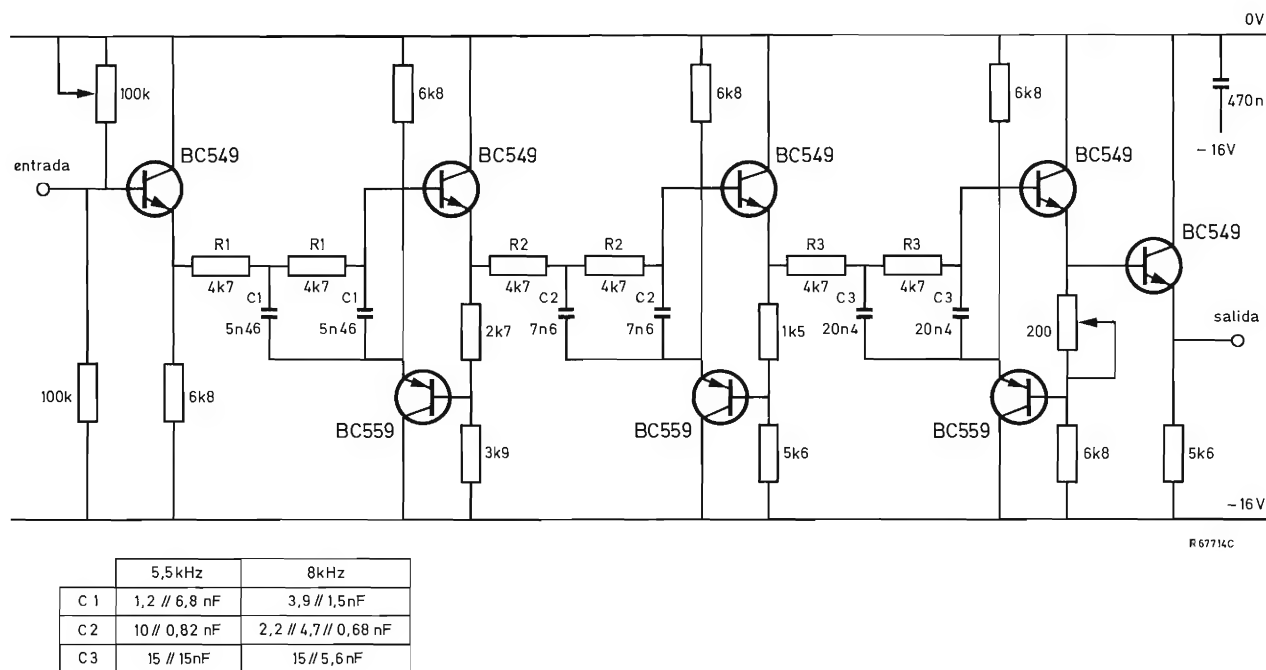 0V
100k
6k8
6k8
6k8
470n
-16V
entrada
BC549
BC549
BC549
BC549
BC549
R1
R1
R2
R2
R3
R3
4k7
4k7
4k7
4k7
4k7
4k7
C1
C1
C2
C2
C3
C3
5n46
5n46
7n6
7n6
20n4
20n4
2k7
1k5
200
salida
100k
6k8
BC559
BC559
BC559
3k9
5k6
6k8
5k6
-16V
R67714C
5,5kHz 8kHz
C1 1,2 // 6,8 nF 3,9 // 1,5nF
C2 10 // 0,82 nF 2,2 // 4,7 // 0,68 nF
C3 15 // 15nF 15 // 5,6nF